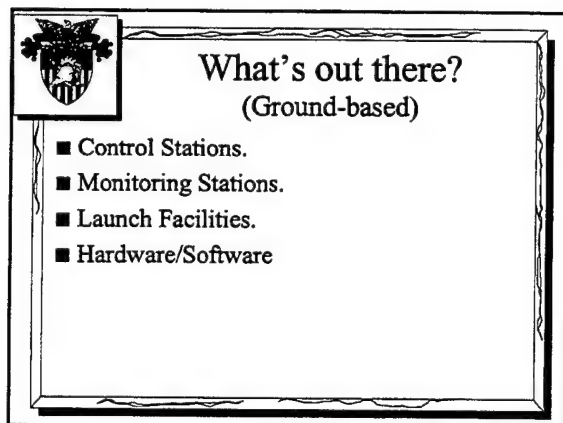 What's out there?
(Ground-based)
■ Control Stations.
■ Monitoring Stations.
■ Launch Facilities.
■ Hardware/Software